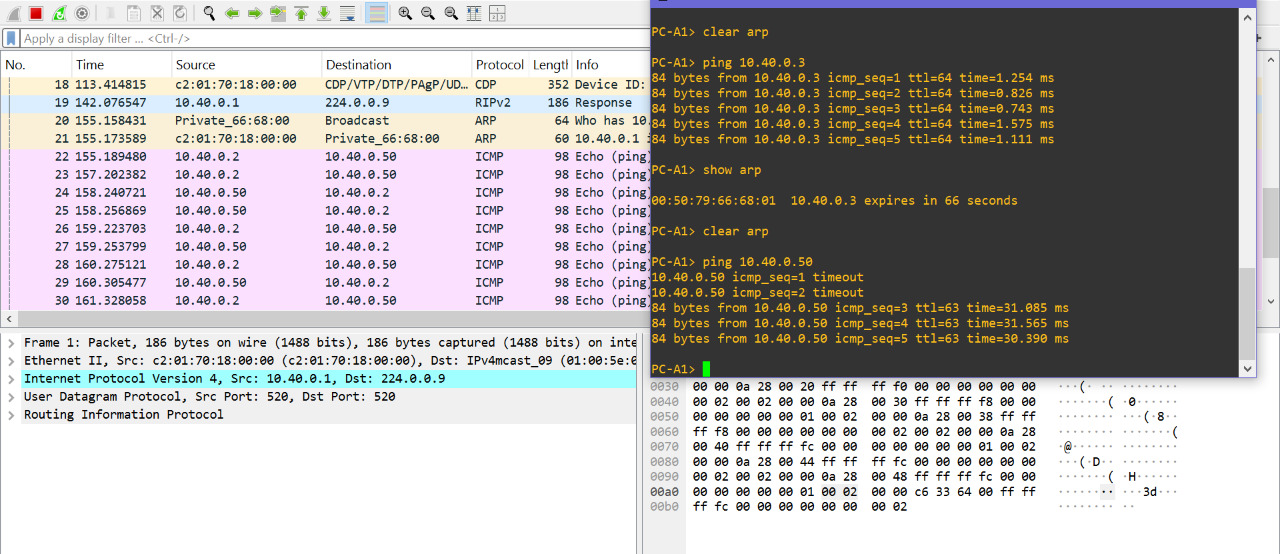 Apply a display filter ... <Ctrl-/>
No. Time Source Destination Protocol Lengtl Info
18 113.414815 c2:01:70:18:00:00 CDP/VTP/DTP/PAgP/UD... CDP 352 Device ID:
19 142.076547 10.40.0.1 224.0.0.9 RIPv2 186 Response
20 155.158431 Private_66:68:00 Broadcast ARP 64 Who has 10.
21 155.173589 c2:01:70:18:00:00 Private_66:68:00 ARP 60 10.40.0.1 i
22 155.189480 10.40.0.2 10.40.0.50 ICMP 98 Echo (ping)
23 157.202382 10.40.0.2 10.40.0.50 ICMP 98 Echo (ping)
24 158.240721 10.40.0.50 10.40.0.2 ICMP 98 Echo (ping)
25 158.256869 10.40.0.50 10.40.0.2 ICMP 98 Echo (ping)
26 159.223703 10.40.0.2 10.40.0.50 ICMP 98 Echo (ping)
27 159.253799 10.40.0.50 10.40.0.2 ICMP 98 Echo (ping)
28 160.275121 10.40.0.2 10.40.0.50 ICMP 98 Echo (ping)
29 160.305477 10.40.0.50 10.40.0.2 ICMP 98 Echo (ping)
30 161.328058 10.40.0.2 10.40.0.50 ICMP 98 Echo (ping)
PC-A1> clear arp
PC-A1> ping 10.40.0.3
84 bytes from 10.40.0.3 icmp_seq=1 ttl=64 time=1.254 ms
84 bytes from 10.40.0.3 icmp_seq=2 ttl=64 time=0.826 ms
84 bytes from 10.40.0.3 icmp_seq=3 ttl=64 time=0.743 ms
84 bytes from 10.40.0.3 icmp_seq=4 ttl=64 time=1.575 ms
84 bytes from 10.40.0.3 icmp_seq=5 ttl=64 time=1.111 ms
PC-A1> show arp
00:50:79:66:68:01 10.40.0.3 expires in 66 seconds
PC-A1> clear arp
PC-A1> ping 10.40.0.50
10.40.0.50 icmp_seq=1 timeout
10.40.0.50 icmp_seq=2 timeout
84 bytes from 10.40.0.50 icmp_seq=3 ttl=63 time=31.085 ms
84 bytes from 10.40.0.50 icmp_seq=4 ttl=63 time=31.565 ms
84 bytes from 10.40.0.50 icmp_seq=5 ttl=63 time=30.390 ms
PC-A1>
Frame 1: Packet, 186 bytes on wire (1488 bits), 186 bytes captured (1488 bits) on inte
Ethernet II, Src: c2:01:70:18:00:00 (c2:01:70:18:00:00), Dst: IPv4mcast_09 (01:00:5e:0
Internet Protocol Version 4, Src: 10.40.0.1, Dst: 224.0.0.9
User Datagram Protocol, Src Port: 520, Dst Port: 520
Routing Information Protocol
0030 00 00 0a 28 00 20 ff ff ff f0 00 00 00 00 00 00 ···(· ·· ········
0040 00 02 00 02 00 00 0a 28 00 30 ff ff ff f8 00 00 ·······( ·0······
0050 00 00 00 00 00 01 00 02 00 00 0a 28 00 38 ff ff ········ ···(·8··
0060 ff f8 00 00 00 00 00 00 00 02 00 02 00 00 0a 28 ········ ·······(
0070 00 40 ff ff ff fc 00 00 00 00 00 00 00 01 00 02 ·@······ ········
0080 00 00 0a 28 00 44 ff ff ff fc 00 00 00 00 00 00 ···(·D·· ········
0090 00 02 00 02 00 00 0a 28 00 48 ff ff ff fc 00 00 ·······( ·H······
00a0 00 00 00 00 00 01 00 02 00 00 c6 33 64 00 ff ff ········ ···3d···
00b0 ff fc 00 00 00 00 00 00 00 02 ········ ··